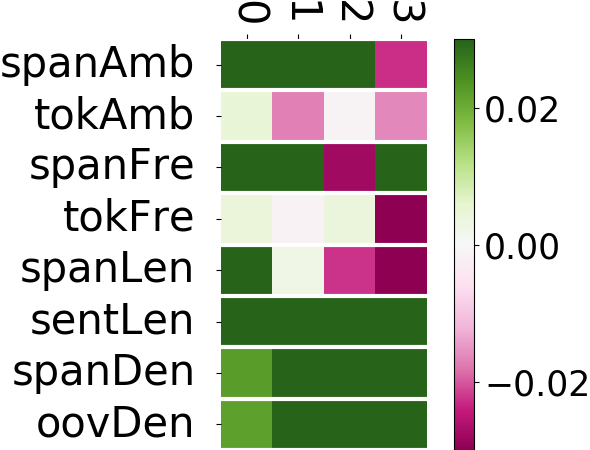 0 1 2 3
spanAmb
tokAmb
spanFre
tokFre
spanLen
sentLen
spanDen
oovDen
0.02
0.00
−0.02